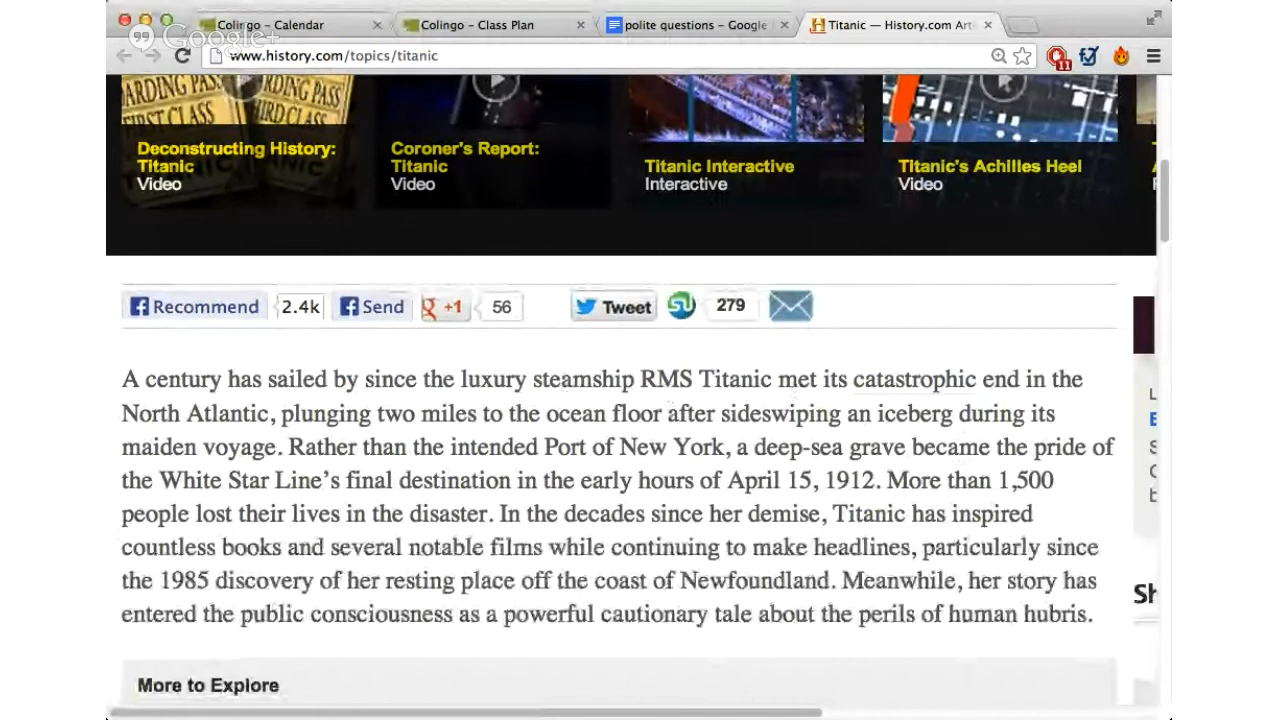 Colingo – Calendar
Colingo – Class Plan
polite questions – Google
Titanic — History.com Art
Google+
www.history.com/topics/titanic
11
ARDING PASS
THIRD CLASS
Deconstructing History:
Titanic
Video
Coroner's Report:
Titanic
Video
Titanic Interactive
Interactive
Titanic's Achilles Heel
Video
Recommend
2.4k
Send
+1
56
Tweet
279
A century has sailed by since the luxury steamship RMS Titanic met its catastrophic end in the
North Atlantic, plunging two miles to the ocean floor after sideswiping an iceberg during its
maiden voyage. Rather than the intended Port of New York, a deep-sea grave became the pride of
the White Star Line's final destination in the early hours of April 15, 1912. More than 1,500
people lost their lives in the disaster. In the decades since her demise, Titanic has inspired
countless books and several notable films while continuing to make headlines, particularly since
the 1985 discovery of her resting place off the coast of Newfoundland. Meanwhile, her story has
entered the public consciousness as a powerful cautionary tale about the perils of human hubris.
More to Explore